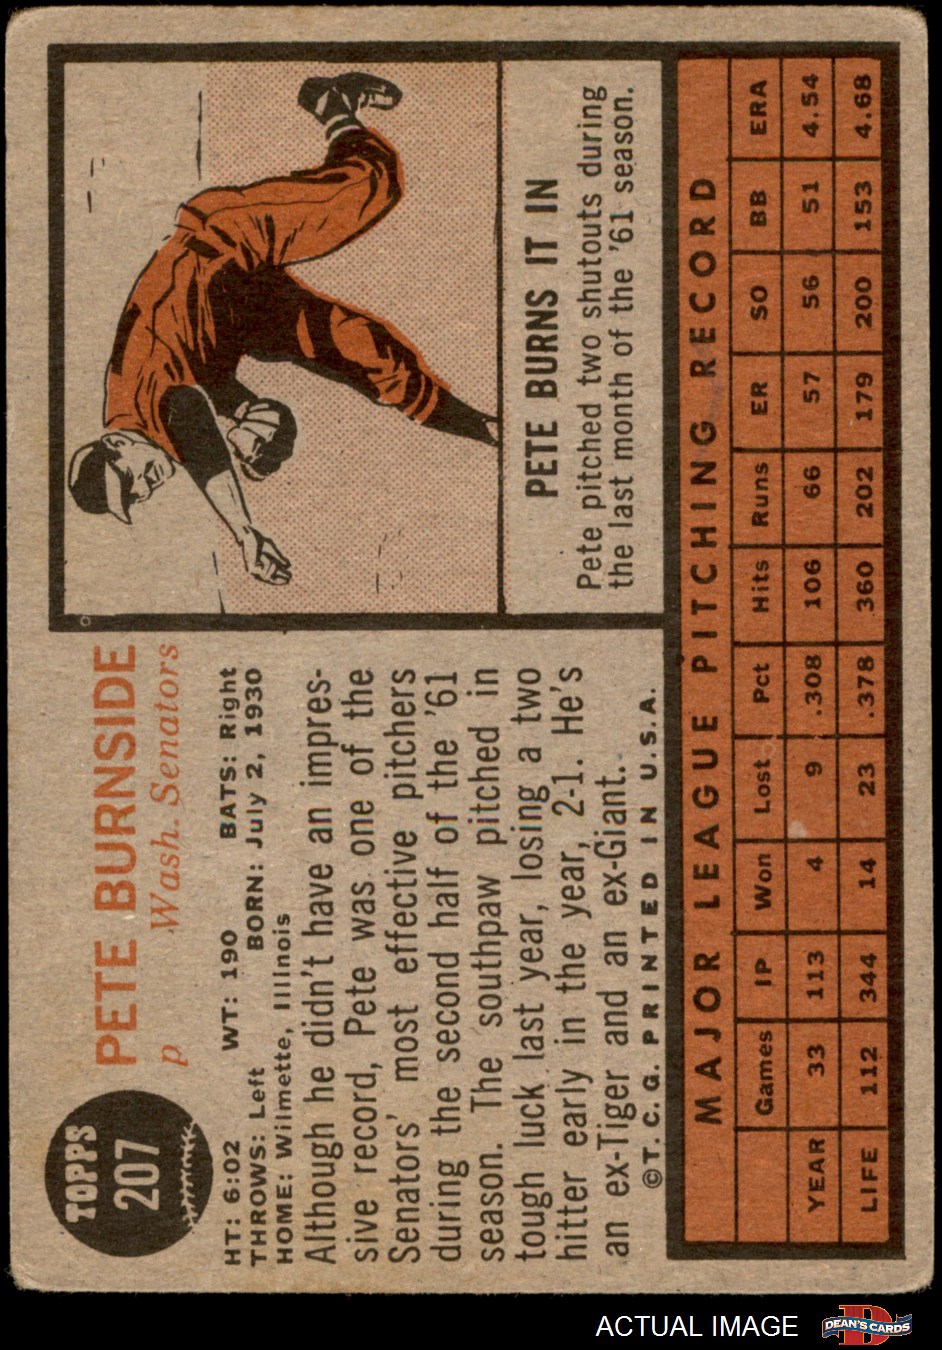 TOPPS
207
PETE BURNSIDE
p Wash. Senators
HT: 6:02 WT: 190 BATS: Right
THROWS: Left BORN: July 2, 1930
HOME: Wilmette, Illinois
Although he didn't have an impres-
sive record, Pete was one of the
Senators' most effective pitchers
during the second half of the '61
season. The southpaw pitched in
tough luck last year, losing a two
hitter early in the year, 2-1. He's
an ex-Tiger and an ex-Giant.
©T. C. G. PRINTED IN U.S.A.
PETE BURNS IT IN
Pete pitched two shutouts during
the last month of the '61 season.
MAJOR LEAGUE PITCHING RECORD
Games IP Won Lost Pct Hits Runs ER SO BB ERA
YEAR 33 113 4 9 .308 106 66 57 56 51 4.54
LIFE 112 344 14 23 .378 360 202 179 200 153 4.68
ACTUAL IMAGE
D
DEAN'S CARDS